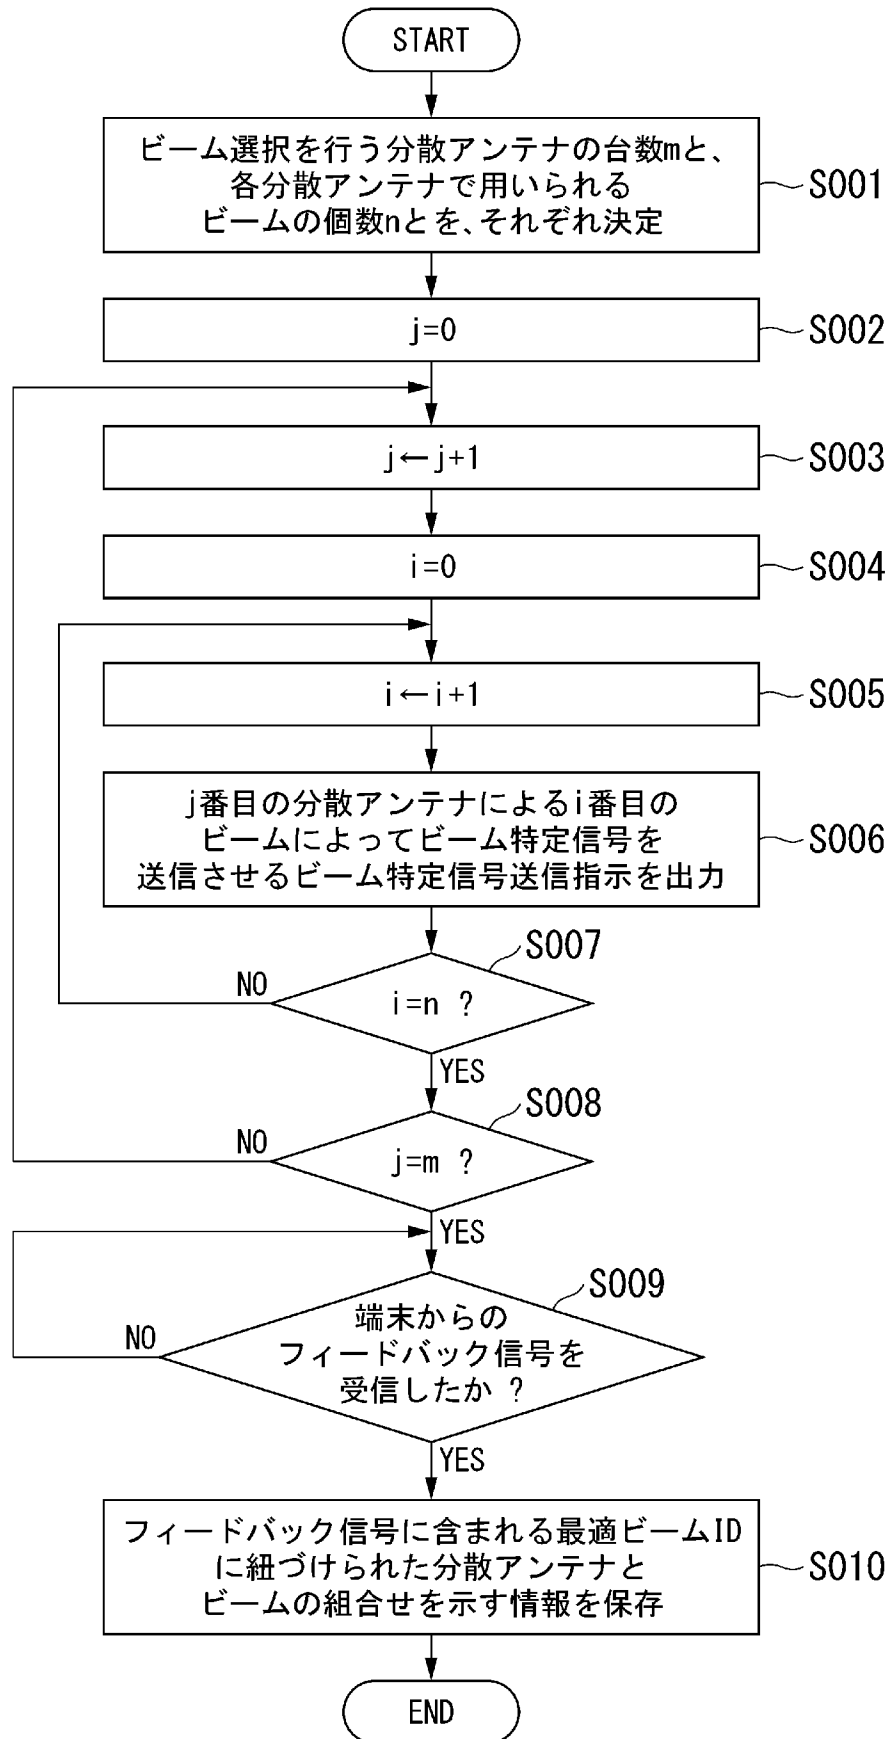 START
ビーム選択を行う分散アンテナの台数mと、
各分散アンテナで用いられる
ビームの個数nとを、それぞれ決定
S001
j=0
S002
j←j+1
S003
i=0
S004
i←i+1
S005
j番目の分散アンテナによるi番目の
ビームによってビーム特定信号を
送信させるビーム特定信号送信指示を出力
S006
S007
NO
i=n ?
YES
S008
NO
j=m ?
YES
S009
NO
端末からの
フィードバック信号を
受信したか ?
YES
フィードバック信号に含まれる最適ビームID
に紐づけられた分散アンテナと
ビームの組合せを示す情報を保存
S010
END